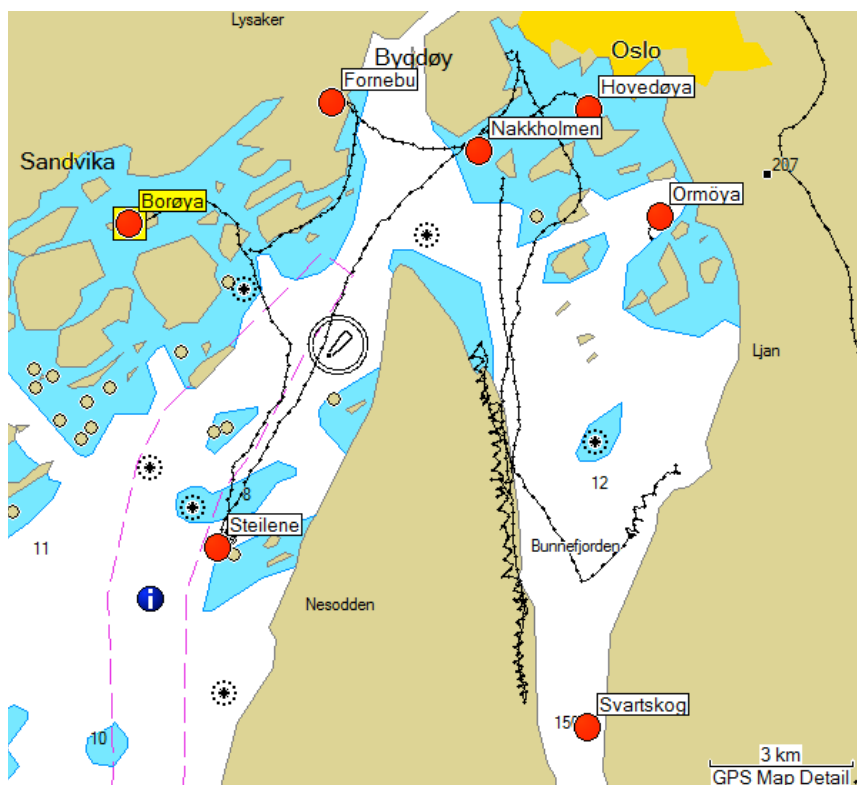 Lysaker
Bygdøy
Oslo
Fornebu
Hovedøya
Nakkholmen
Sandvika
207
Borøya
Ormöya
Ljan
8
12
Steilene
11
Bunnefjorden
i
Nesodden
Svartskog
10
3 km
GPS Map Detail